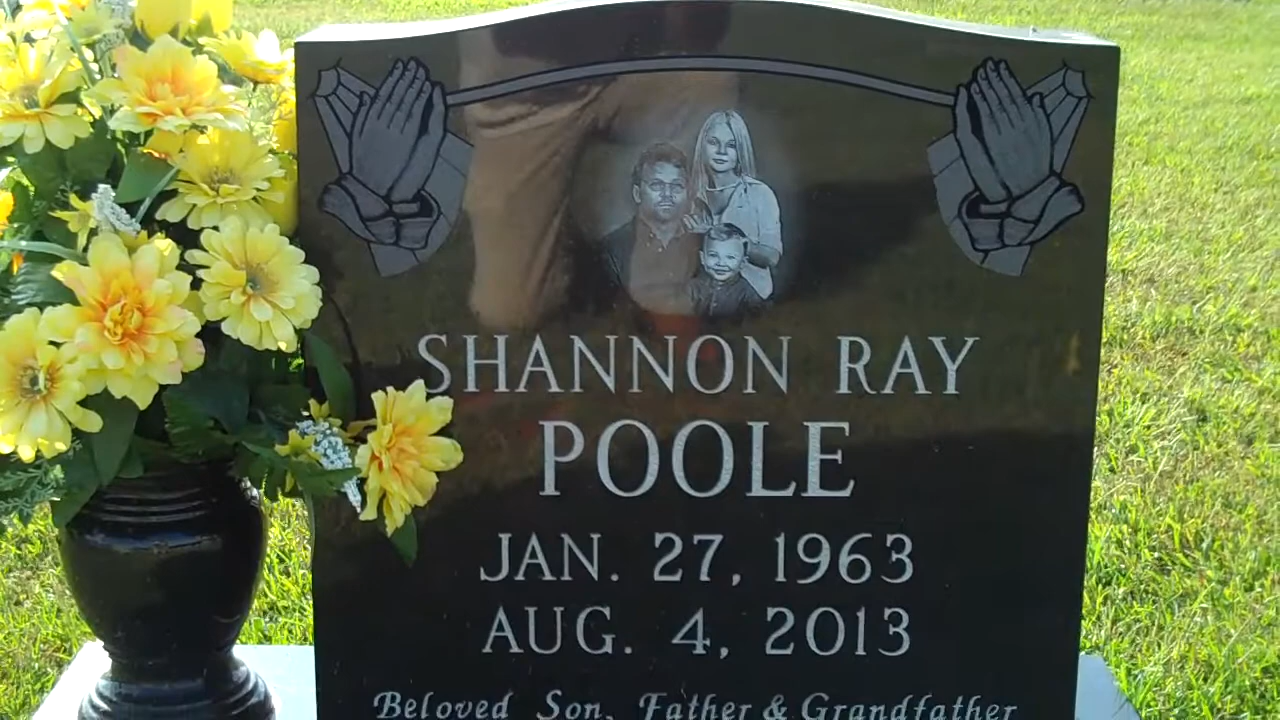 SHANNON RAY
POOLE
JAN. 27, 1963
AUG. 4, 2013
Beloved Son, Father & Grandfather